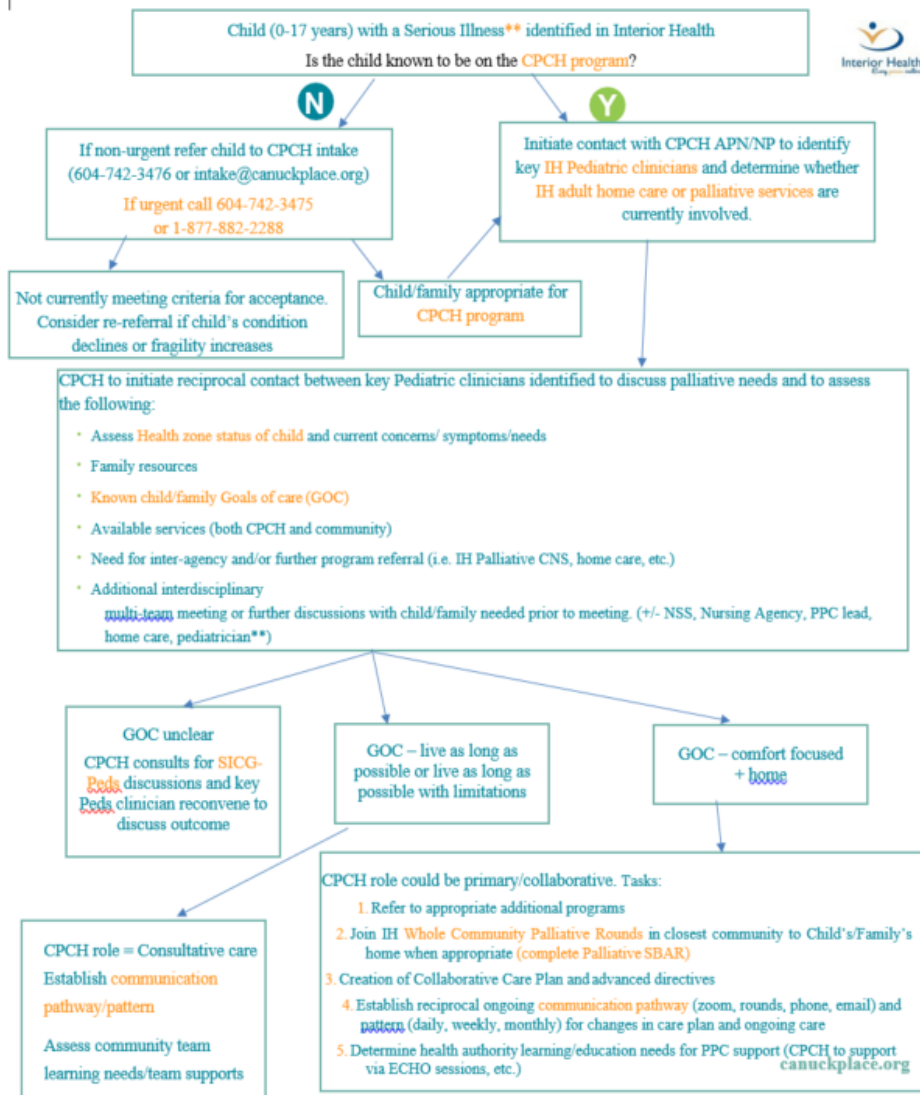 Child (0-17 years) with a Serious Illness** identified in Interior Health
Is the child known to be on the CPCH program?
Interior Health
N
Y
If non-urgent refer child to CPCH intake
(604-742-3476 or intake@canuckplace.org)
If urgent call 604-742-3475
or 1-877-882-2288
Initiate contact with CPCH APN/NP to identify
key IH Pediatric clinicians and determine whether
IH adult home care or palliative services are
currently involved.
Not currently meeting criteria for acceptance.
Consider re-referral if child's condition
declines or fragility increases
Child/family appropriate for
CPCH program
CPCH to initiate reciprocal contact between key Pediatric clinicians identified to discuss palliative needs and to assess
the following:
• Assess Health zone status of child and current concerns/ symptoms/needs
• Family resources
• Known child/family Goals of care (GOC)
• Available services (both CPCH and community)
• Need for inter-agency and/or further program referral (i.e. IH Palliative CNS, home care, etc.)
• Additional interdisciplinary
multi-team meeting or further discussions with child/family needed prior to meeting. (+/- NSS, Nursing Agency, PPC lead,
home care, pediatrician**)
GOC unclear
CPCH consults for SICG-
Peds discussions and key
Peds clinician reconvene to
discuss outcome
GOC – live as long as
possible or live as long as
possible with limitations
GOC – comfort focused
+ home
CPCH role = Consultative care
Establish communication
pathway/pattern
Assess community team
learning needs/team supports
CPCH role could be primary/collaborative. Tasks:
1. Refer to appropriate additional programs
2. Join IH Whole Community Palliative Rounds in closest community to Child's/Family's
home when appropriate (complete Palliative SBAR)
3. Creation of Collaborative Care Plan and advanced directives
4. Establish reciprocal ongoing communication pathway (zoom, rounds, phone, email) and
pattern (daily, weekly, monthly) for changes in care plan and ongoing care
5. Determine health authority learning/education needs for PPC support (CPCH to support
via ECHO sessions, etc.)
canuckplace.org